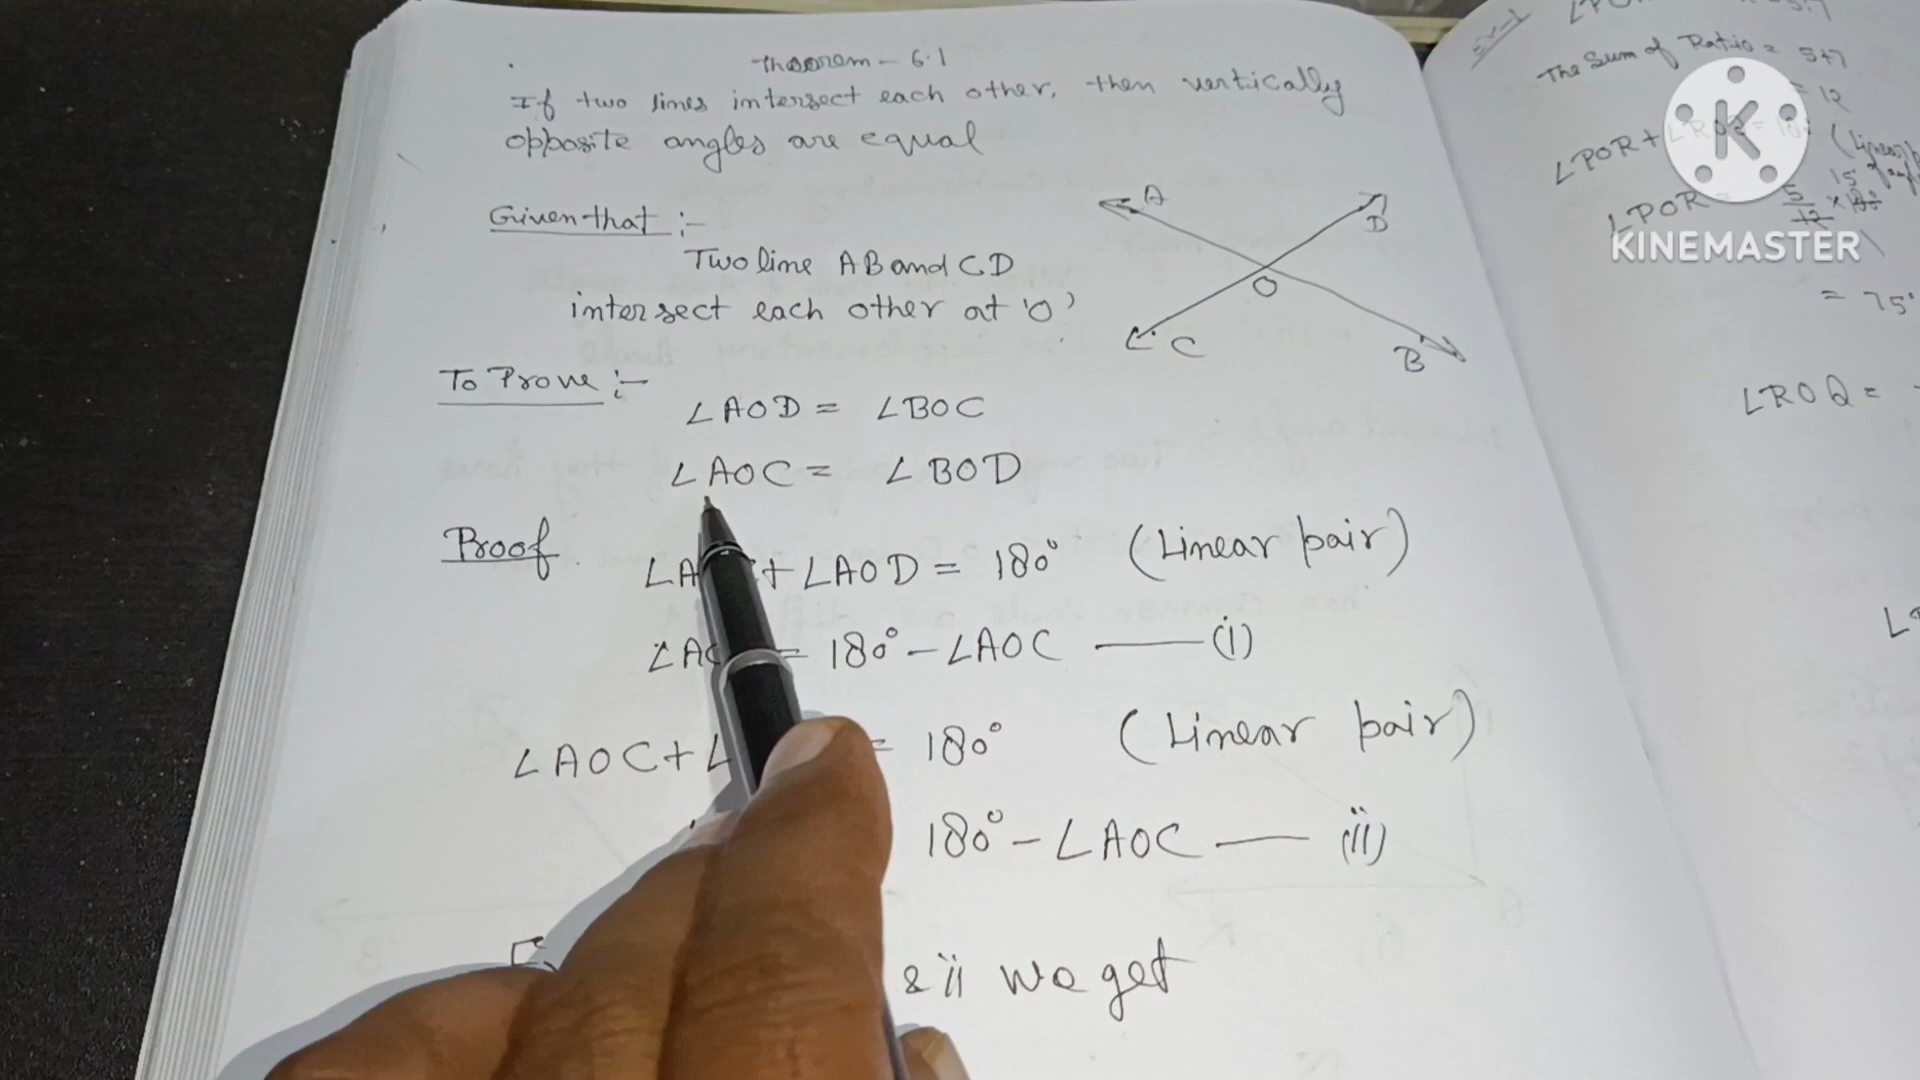 Theorem - 6.1
If two lines intersect each other, then vertically
opposite angles are equal
Given that :-
Two line AB and CD
intersect each other at 'O'
A
D
O
C
B
To Prove :-
∠AOD = ∠BOC
∠AOC = ∠BOD
Proof
+ ∠AOD = 180° (Linear pair)
= 180° - ∠AOC —— (i)
∠AOC + ∠ = 180° (Linear pair)
180° - ∠AOC —— (ii)
& ii we get
The Sum of Ratio = 5+7
= 12
∠POR +
∠POR =
= 75°
∠ROQ =
KINEMASTER